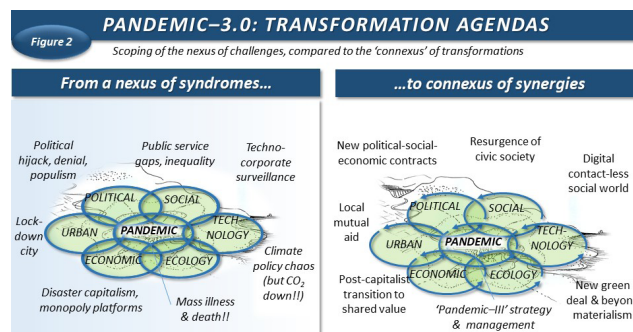 PANDEMIC–3.0: TRANSFORMATION AGENDAS
Figure 2
Scoping of the nexus of challenges, compared to the ‘connexus’ of transformations
From a nexus of syndromes…
Political
hijack, denial,
populism
Public service
gaps, inequality
Techno-
corporate
surveillance
POLITICAL
SOCIAL
Lock-
down
city
URBAN
PANDEMIC
TECH-
NOLOGY
ECONOMIC
ECOLOGY
Climate
policy chaos
(but CO2
down!!)
Disaster capitalism,
monopoly platforms
Mass illness
& death!!
…to connexus of synergies
New political-social-
economic contracts
Resurgence of
civic society
Digital
contact-less
social world
POLITICAL
SOCIAL
Local
mutual
aid
URBAN
PANDEMIC
TECH-
NOLOGY
ECONOMIC
ECOLOGY
Post-capitalist
transition to
shared value
‘Pandemic–III’ strategy
& management
New green
deal & beyon
materialism